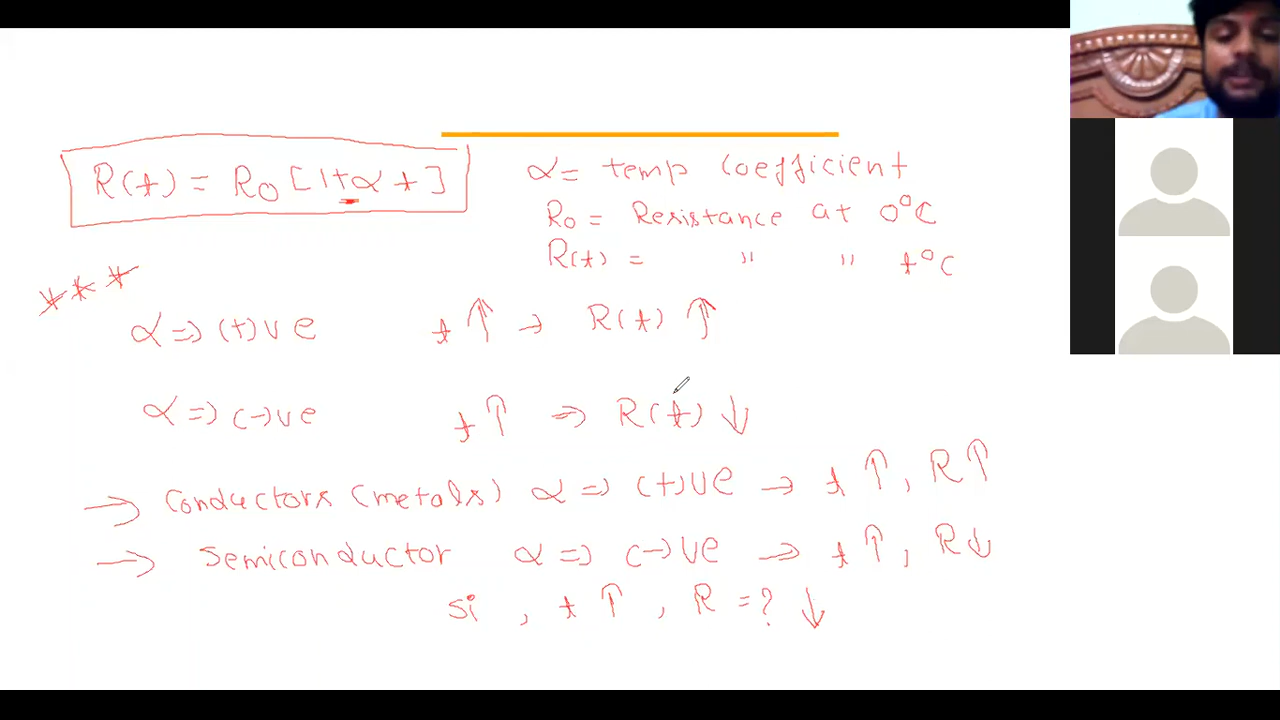 R(t) = R0 [1+α t]
α = temp coefficient
R0 = Resistance at 0°C
R(t) = " " t°C
***
α ⇒ (+)ve t↑ → R(t) ↑
α ⇒ (-)ve t↑ ⇒ R(t) ↓
→ Conductors (metals) α ⇒ (+)ve → t↑, R↑
→ Semiconductor α ⇒ (-)ve → t↑, R↓
Si, t↑, R = ? ↓